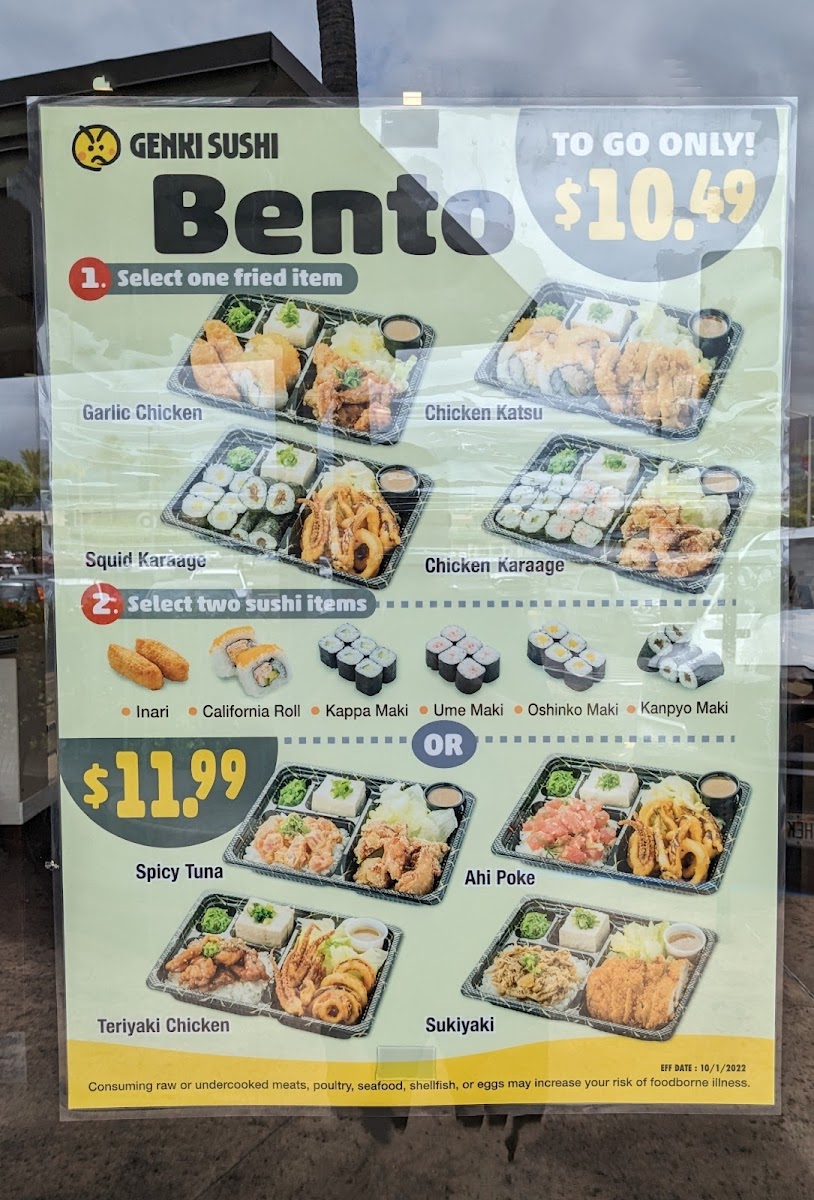 GENKI SUSHI
Bento
TO GO ONLY!
$10.49
1. Select one fried item
Garlic Chicken
Chicken Katsu
Squid Karaage
Chicken Karaage
2. Select two sushi items
• Inari • California Roll • Kappa Maki • Ume Maki • Oshinko Maki • Kanpyo Maki
OR
$11.99
Spicy Tuna
Ahi Poke
Teriyaki Chicken
Sukiyaki
EFF DATE : 10/1/2022
Consuming raw or undercooked meats, poultry, seafood, shellfish, or eggs may increase your risk of foodborne illness.